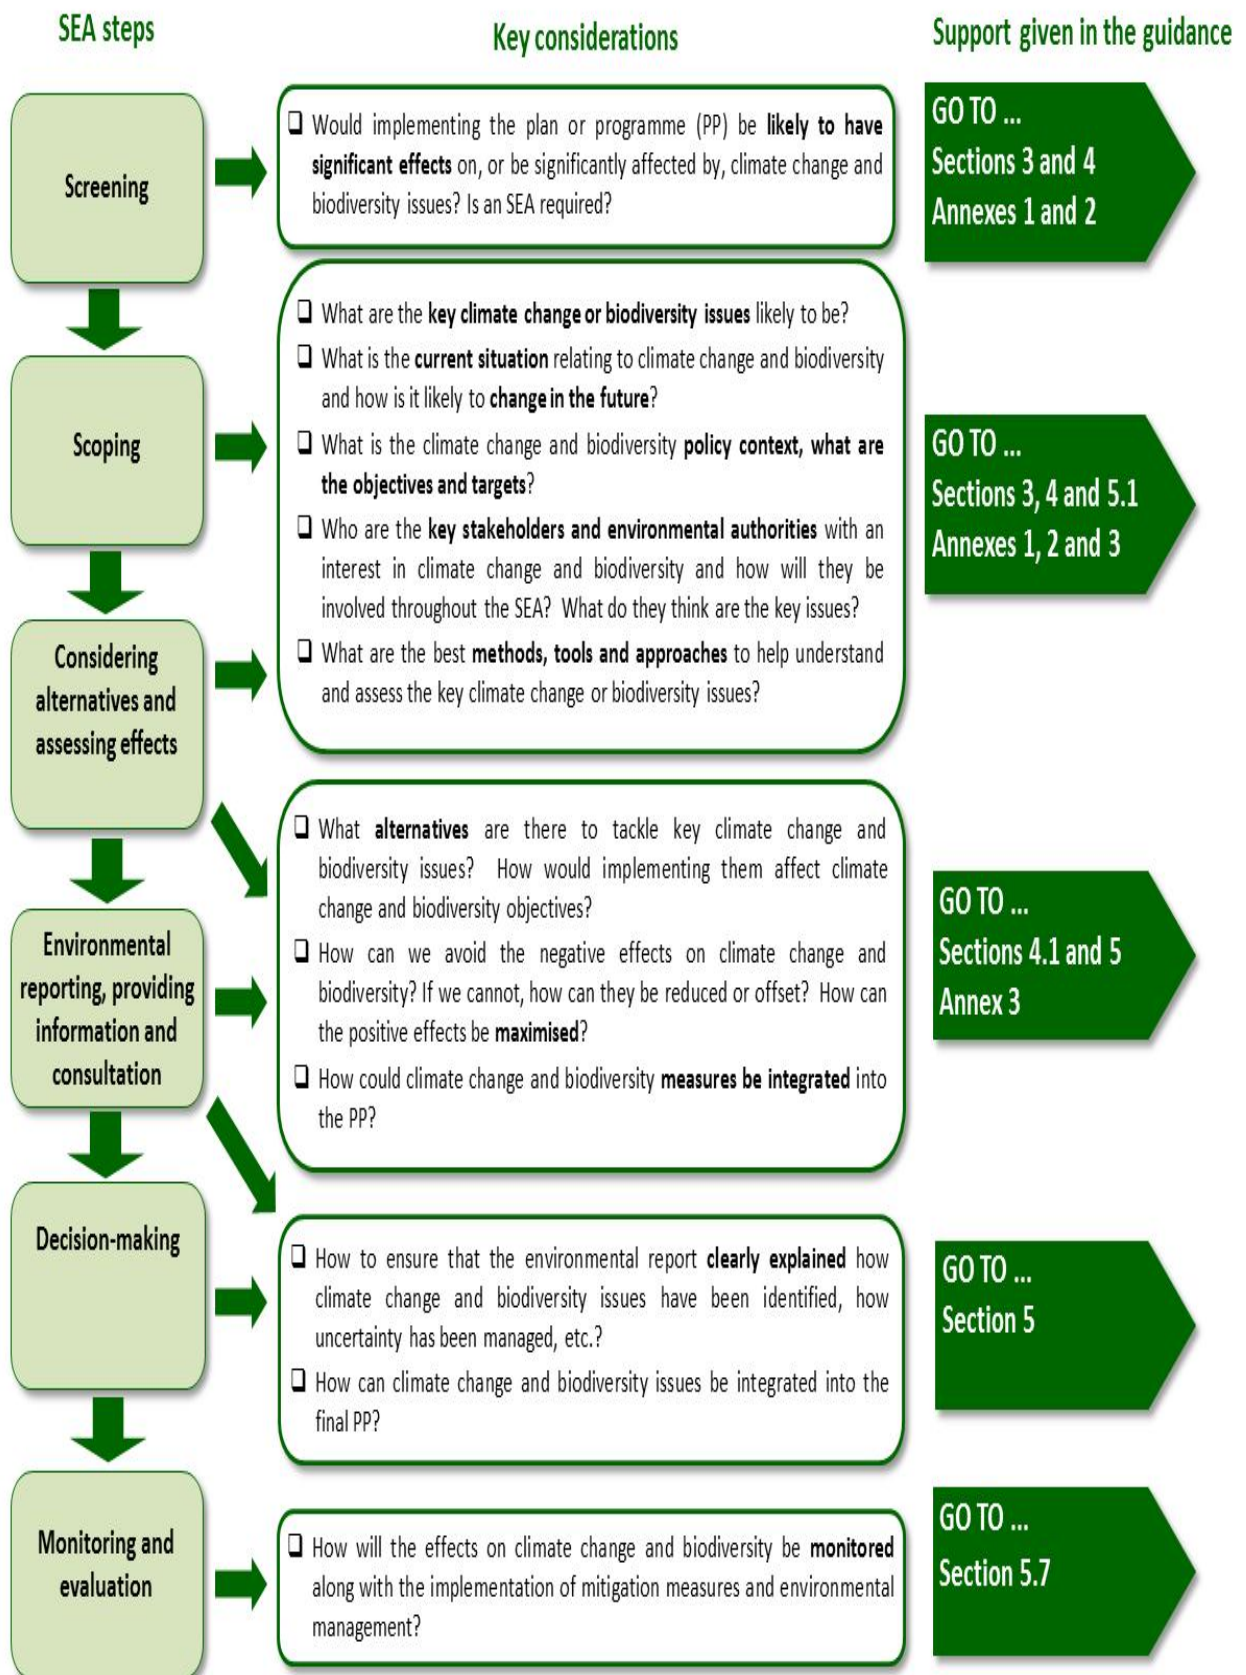 SEA steps
Key considerations
Support given in the guidance
Screening
❑ Would implementing the plan or programme (PP) be likely to have
significant effects on, or be significantly affected by, climate change and
biodiversity issues? Is an SEA required?
GO TO ...
Sections 3 and 4
Annexes 1 and 2
Scoping
❑ What are the key climate change or biodiversity issues likely to be?
❑ What is the current situation relating to climate change and biodiversity
and how is it likely to change in the future?
❑ What is the climate change and biodiversity policy context, what are
the objectives and targets?
❑ Who are the key stakeholders and environmental authorities with an
interest in climate change and biodiversity and how will they be
involved throughout the SEA? What do they think are the key issues?
❑ What are the best methods, tools and approaches to help understand
and assess the key climate change or biodiversity issues?
GO TO ...
Sections 3, 4 and 5.1
Annexes 1, 2 and 3
Considering
alternatives and
assessing effects
❑ What alternatives are there to tackle key climate change and
biodiversity issues? How would implementing them affect climate
change and biodiversity objectives?
❑ How can we avoid the negative effects on climate change and
biodiversity? If we cannot, how can they be reduced or offset? How can
the positive effects be maximised?
❑ How could climate change and biodiversity measures be integrated into
the PP?
GO TO ...
Sections 4.1 and 5
Annex 3
Environmental
reporting, providing
information and
consultation
Decision-making
❑ How to ensure that the environmental report clearly explained how
climate change and biodiversity issues have been identified, how
uncertainty has been managed, etc.?
❑ How can climate change and biodiversity issues be integrated into the
final PP?
GO TO ...
Section 5
Monitoring and
evaluation
❑ How will the effects on climate change and biodiversity be monitored
along with the implementation of mitigation measures and environmental
management?
GO TO ...
Section 5.7